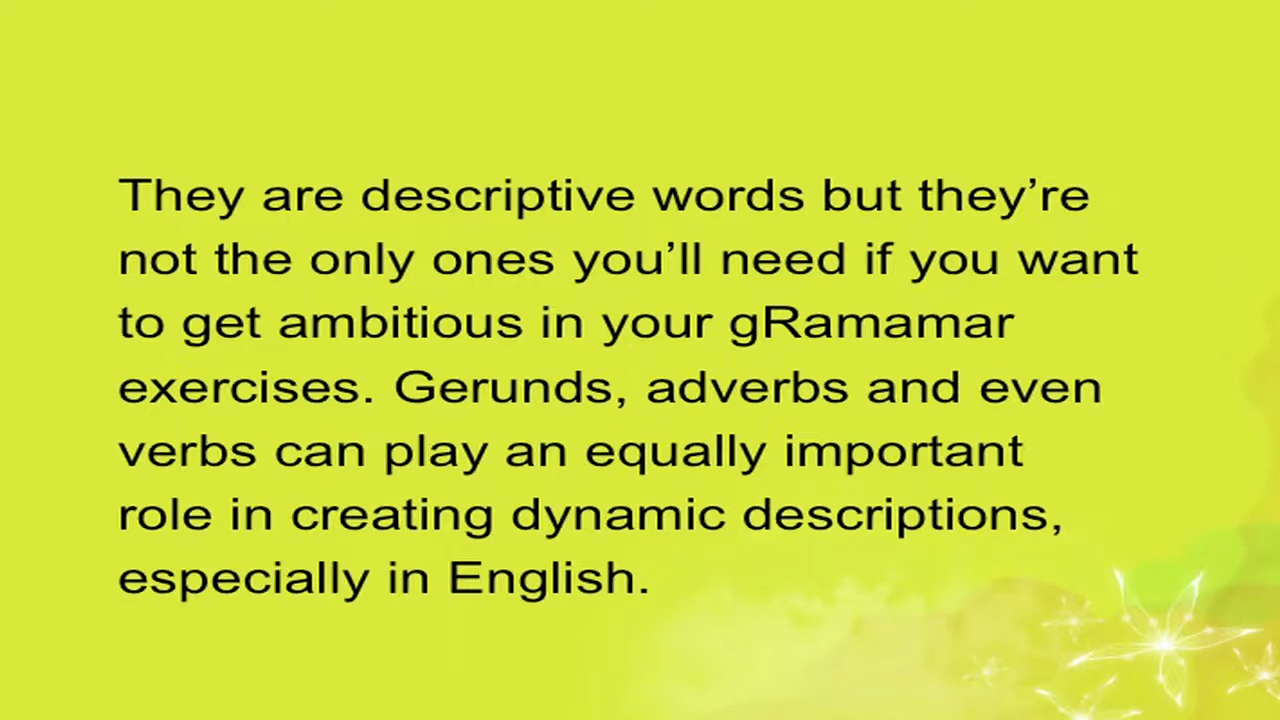 They are descriptive words but they’re
not the only ones you’ll need if you want
to get ambitious in your gRamamar
exercises. Gerunds, adverbs and even
verbs can play an equally important
role in creating dynamic descriptions,
especially in English.